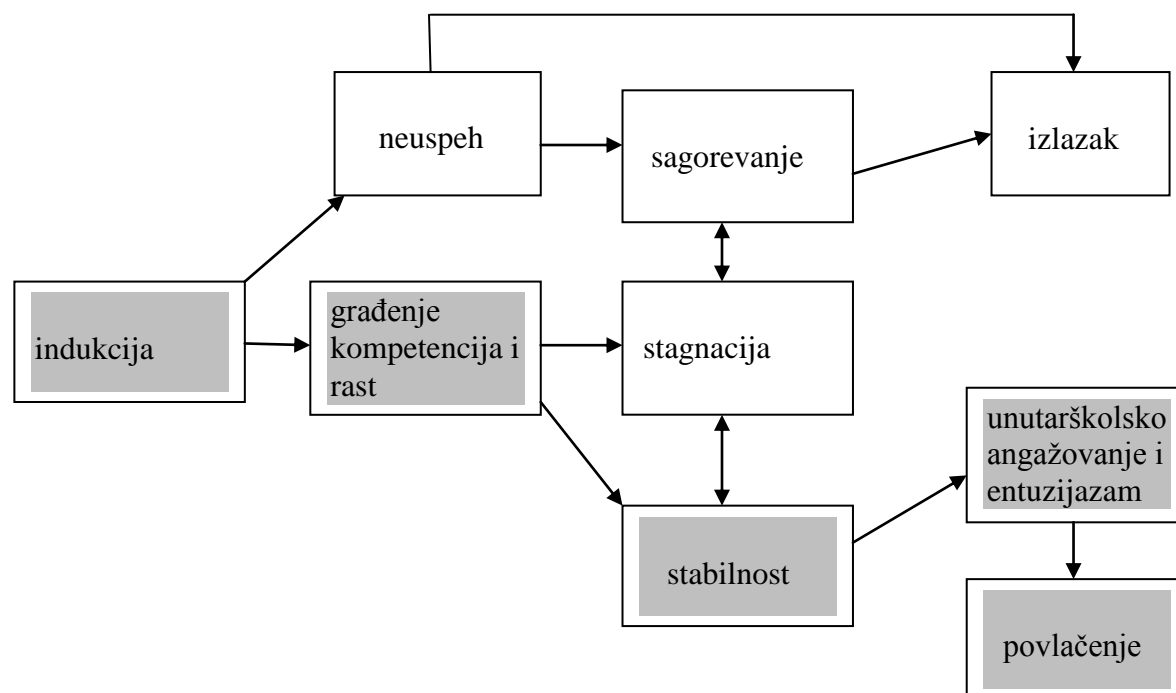 neuspeh
sagorevanje
izlazak
indukcija
građenje
kompetencija i
rast
stagnacija
unutarškolsko
angažovanje i
entuzijazam
stabilnost
povlačenje